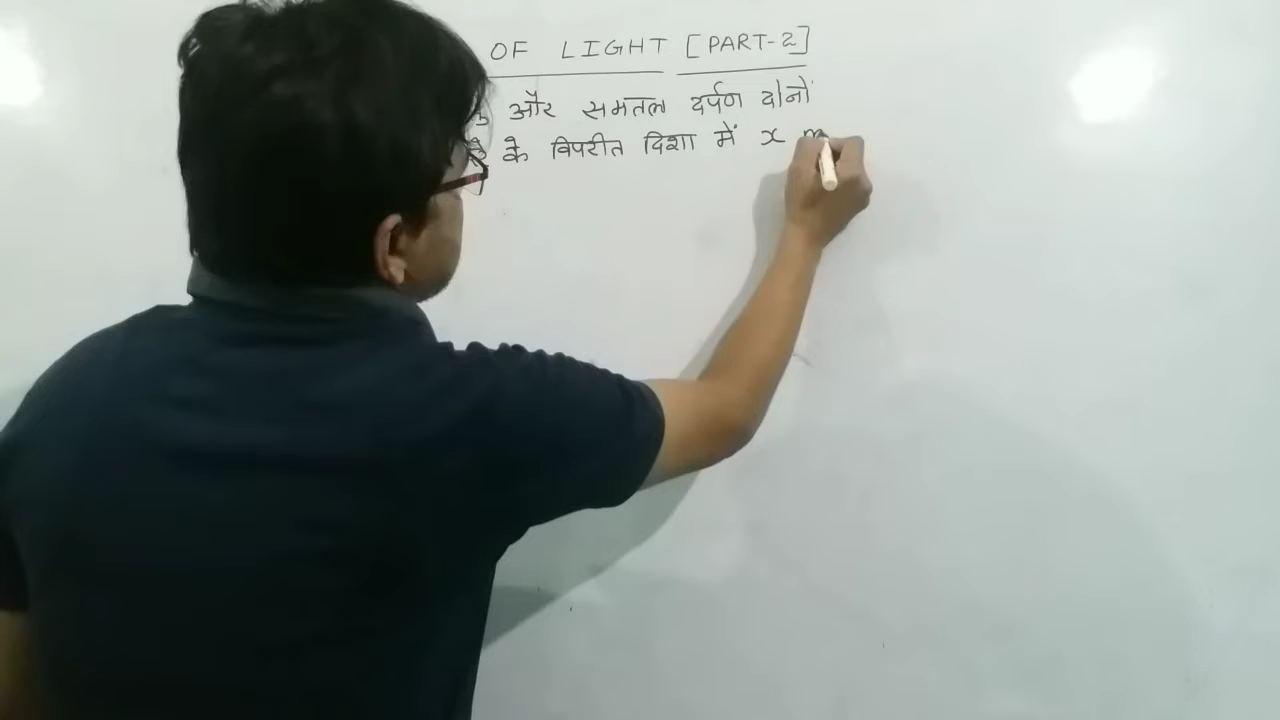 OF LIGHT [PART-2]
और समतल दर्पण दोनों
के विपरीत दिशा में x m